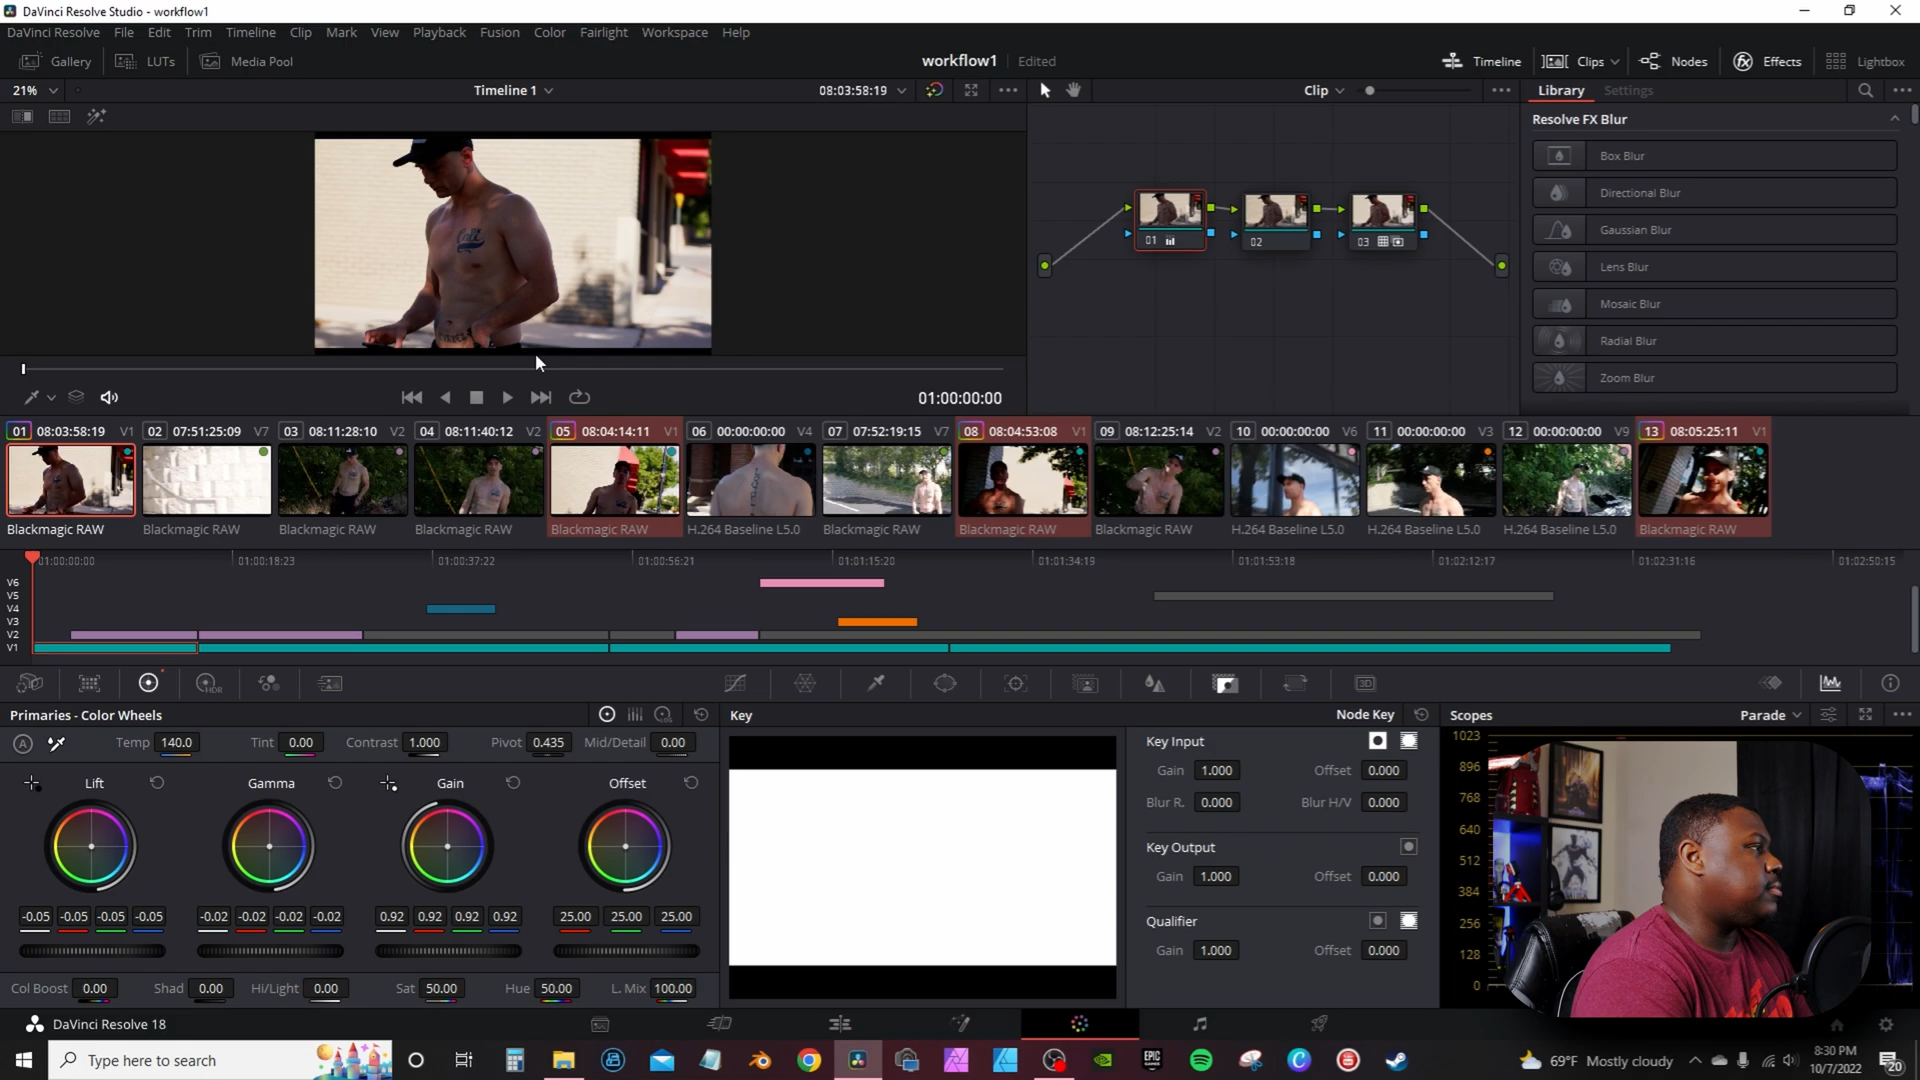 DaVinci Resolve Studio - workflow1
DaVinci Resolve File Edit Trim Timeline Clip Mark View Playback Fusion Color Fairlight Workspace Help
Gallery LUTs Media Pool workflow1 Edited Timeline Clips Nodes Effects Lightbox
21% Timeline 1 08:03:58:19 Clip Library Settings
Resolve FX Blur
Box Blur
Directional Blur
Gaussian Blur
Lens Blur
Mosaic Blur
Radial Blur
Zoom Blur
01 02 03
01:00:00:00
01 08:03:58:19 V1 02 07:51:25:09 V7 03 08:11:28:10 V2 04 08:11:40:12 V2 05 08:04:14:11 V1 06 00:00:00:00 V4 07 07:52:19:15 V7 08 08:04:53:08 V1 09 08:12:25:14 V2 10 00:00:00:00 V6 11 00:00:00:00 V3 12 00:00:00:00 V9 13 08:05:25:11 V1
Blackmagic RAW Blackmagic RAW Blackmagic RAW Blackmagic RAW Blackmagic RAW H.264 Baseline L5.0 Blackmagic RAW Blackmagic RAW Blackmagic RAW H.264 Baseline L5.0 H.264 Baseline L5.0 H.264 Baseline L5.0 Blackmagic RAW
01:00:00:00 01:00:18:23 01:00:37:22 01:00:56:21 01:01:15:20 01:01:34:19 01:01:53:18 01:02:12:17 01:02:31:16 01:02:50:15
V6
V5
V4
V3
V2
V1
HDR 3D
Primaries - Color Wheels LOG Key Node Key Scopes Parade
A Temp 140.0 Tint 0.00 Contrast 1.000 Pivot 0.435 Mid/Detail 0.00
Lift Gamma Gain Offset
-0.05 -0.05 -0.05 -0.05 -0.02 -0.02 -0.02 -0.02 0.92 0.92 0.92 0.92 25.00 25.00 25.00
Col Boost 0.00 Shad 0.00 Hi/Light 0.00 Sat 50.00 Hue 50.00 L. Mix 100.00
Key Input
Gain 1.000 Offset 0.000
Blur R. 0.000 Blur H/V 0.000
Key Output
Gain 1.000 Offset 0.000
Qualifier
Gain 1.000 Offset 0.000
1023
896
768
640
512
384
256
128
0
DaVinci Resolve 18
Type here to search
EPIC GAMES
69°F Mostly cloudy
8:30 PM
10/7/2022
20